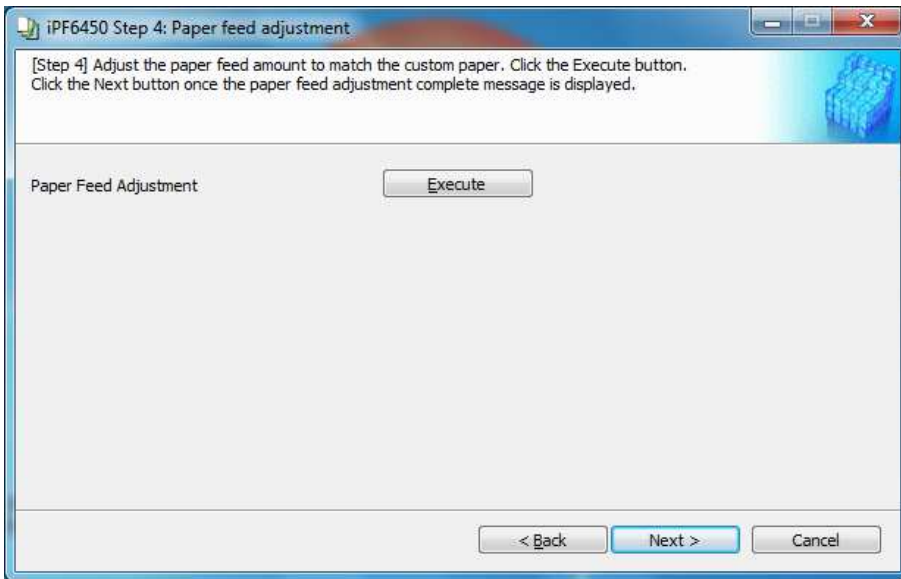 iPF6450 Step 4: Paper feed adjustment
[Step 4] Adjust the paper feed amount to match the custom paper. Click the Execute button.
Click the Next button once the paper feed adjustment complete message is displayed.
Paper Feed Adjustment Execute
< Back Next > Cancel